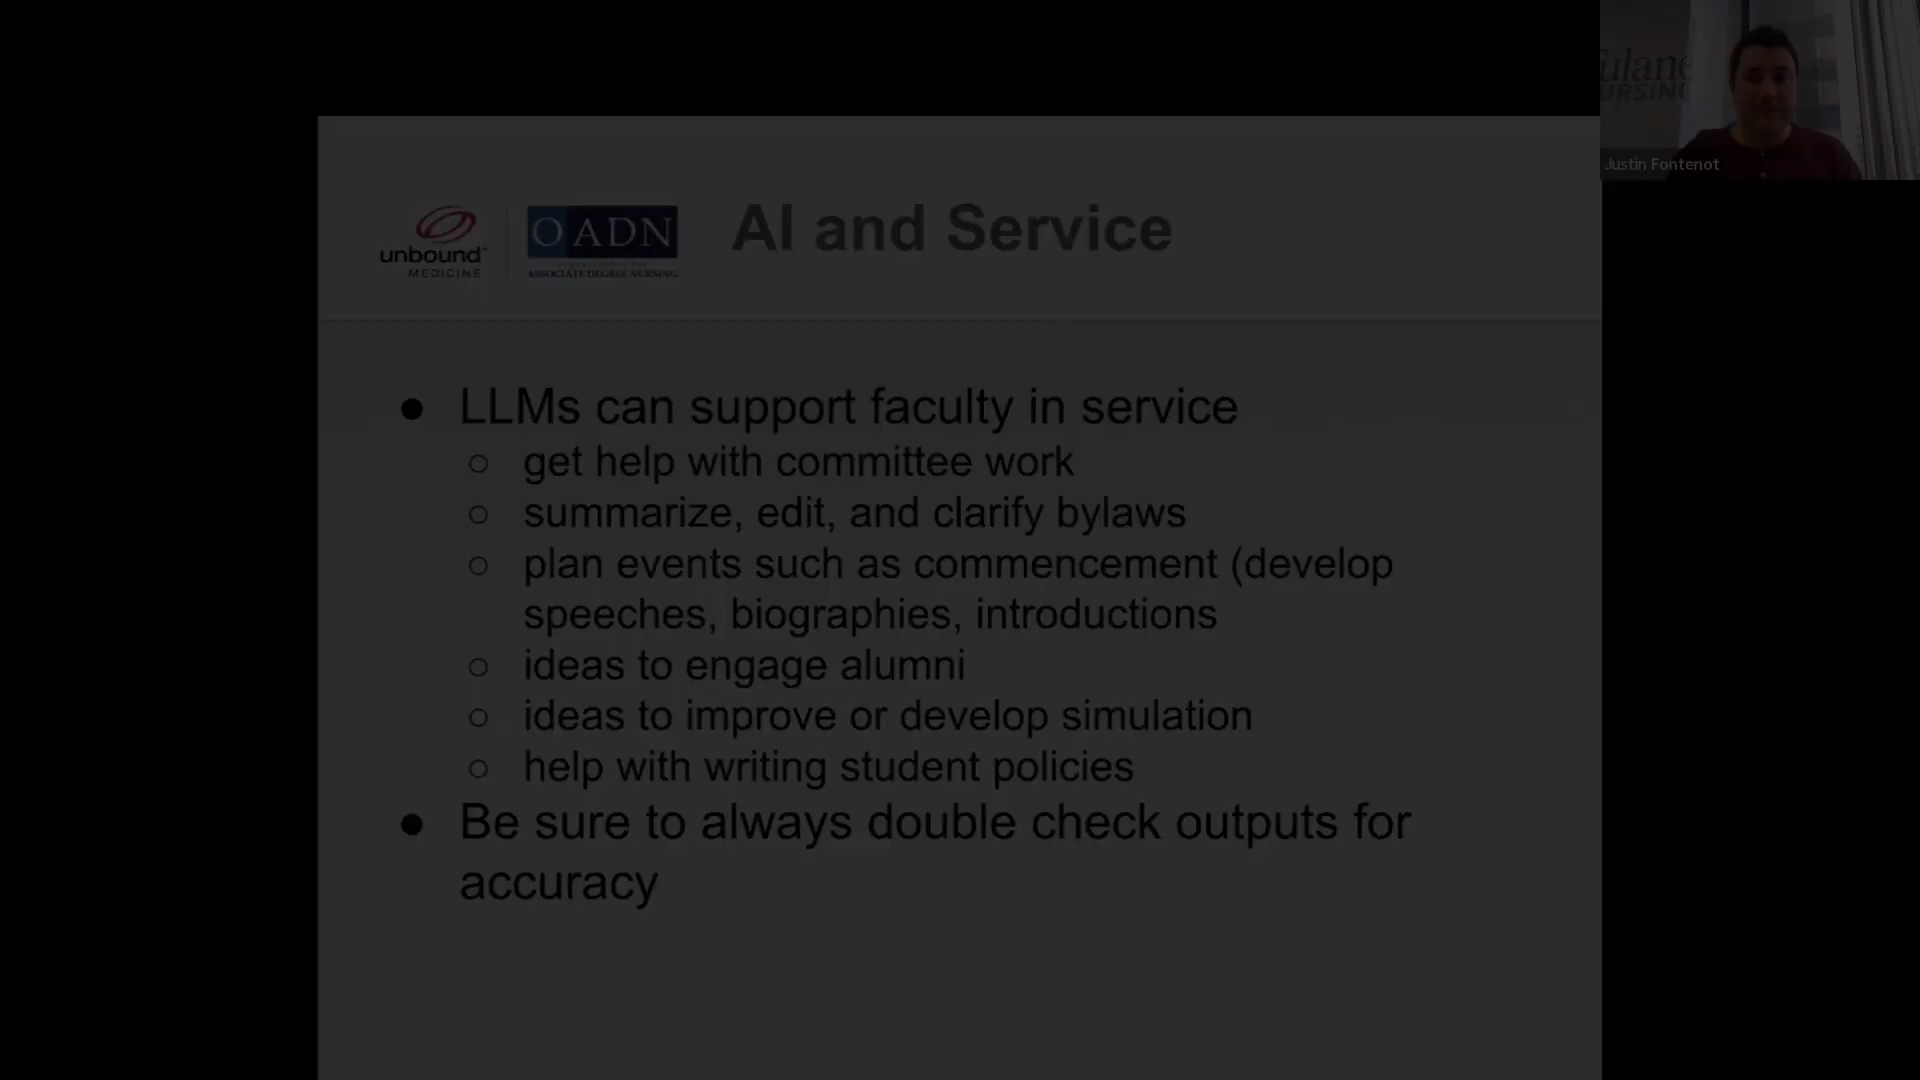 ulane
URSING
Justin Fontenot
unbound
MEDICINE
OADN
ASSOCIATE DEGREE NURSING
AI and Service
● LLMs can support faculty in service
○ get help with committee work
○ summarize, edit, and clarify bylaws
○ plan events such as commencement (develop
speeches, biographies, introductions
○ ideas to engage alumni
○ ideas to improve or develop simulation
○ help with writing student policies
● Be sure to always double check outputs for
accuracy